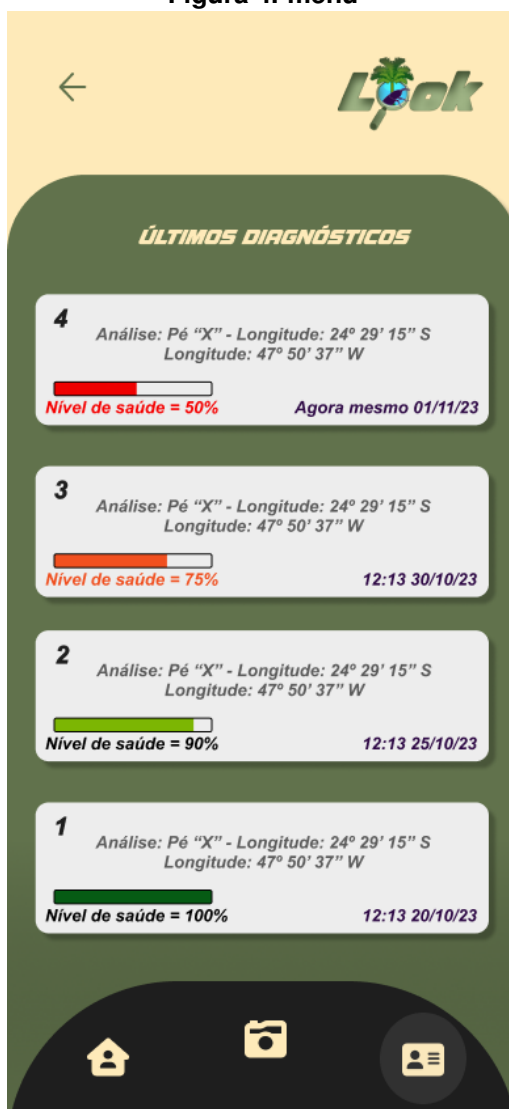 Figura 4: menu
Look
ÚLTIMOS DIAGNÓSTICOS
4
Análise: Pé “X” - Longitude: 24º 29’ 15” S
Longitude: 47º 50’ 37” W
Nível de saúde = 50% Agora mesmo 01/11/23
3
Análise: Pé “X” - Longitude: 24º 29’ 15” S
Longitude: 47º 50’ 37” W
Nível de saúde = 75% 12:13 30/10/23
2
Análise: Pé “X” - Longitude: 24º 29’ 15” S
Longitude: 47º 50’ 37” W
Nível de saúde = 90% 12:13 25/10/23
1
Análise: Pé “X” - Longitude: 24º 29’ 15” S
Longitude: 47º 50’ 37” W
Nível de saúde = 100% 12:13 20/10/23